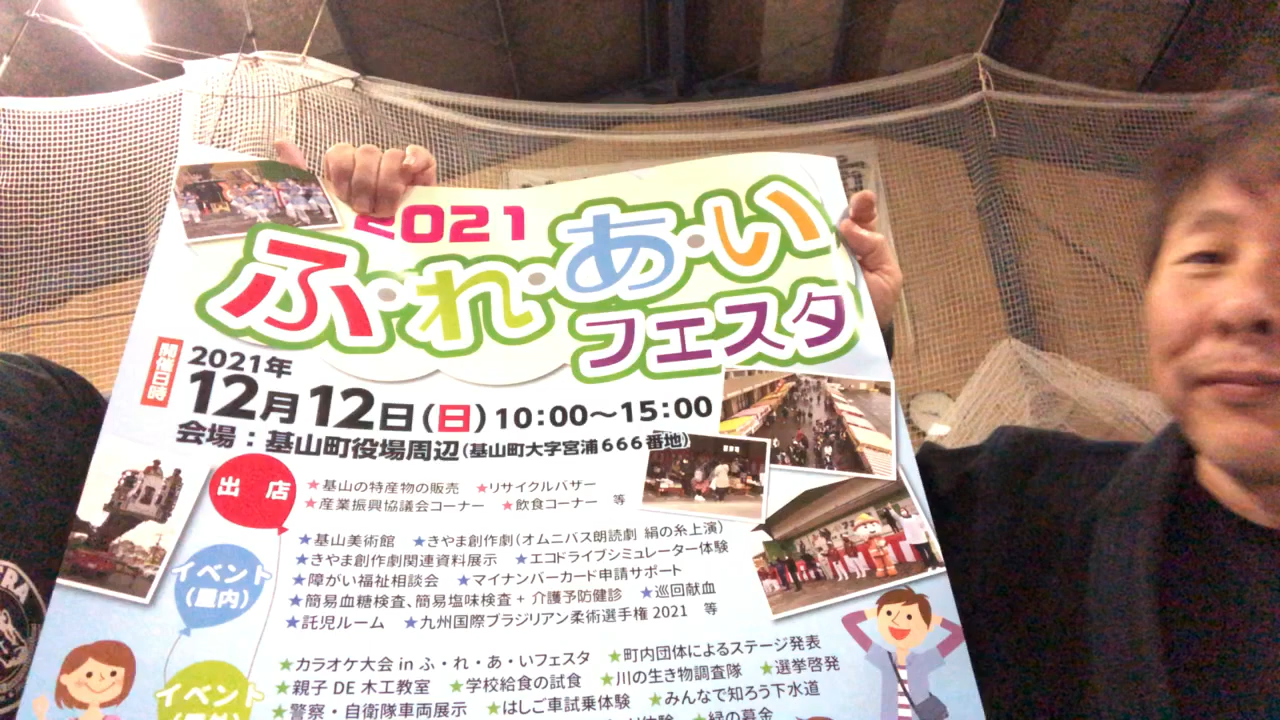 2021
ふ・れ・あ・い
フェスタ
開催日時
2021年
12月12日(日)10:00〜15:00
会場：基山町役場周辺(基山町大字宮浦666番地)
出 店
★基山の特産物の販売 ★リサイクルバザー
★産業振興協議会コーナー ★飲食コーナー 等
イベント
(屋内)
★基山美術館 ★きやま創作劇(オムニバス朗読劇 絹の糸上演)
★きやま創作劇関連資料展示 ★エコドライブシミュレーター体験
★障がい福祉相談会 ★マイナンバーカード申請サポート
★簡易血糖検査、簡易塩味検査+介護予防健診 ★巡回献血
★託児ルーム ★九州国際ブラジリアン柔術選手権2021 等
イベント
★カラオケ大会 in ふ・れ・あ・いフェスタ ★町内団体によるステージ発表
★親子DE木工教室 ★学校給食の試食 ★川の生き物調査隊 ★選挙啓発
★警察・自衛隊車両展示 ★はしご車試乗体験 ★みんなで知ろう下水道
★緑の募金